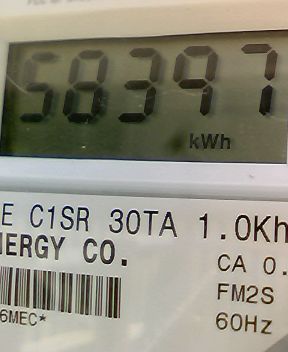 58397
kWh
E C1SR 30TA 1.0Kh
NERGY CO.
CA 0.
FM2S
6MEC*
60Hz